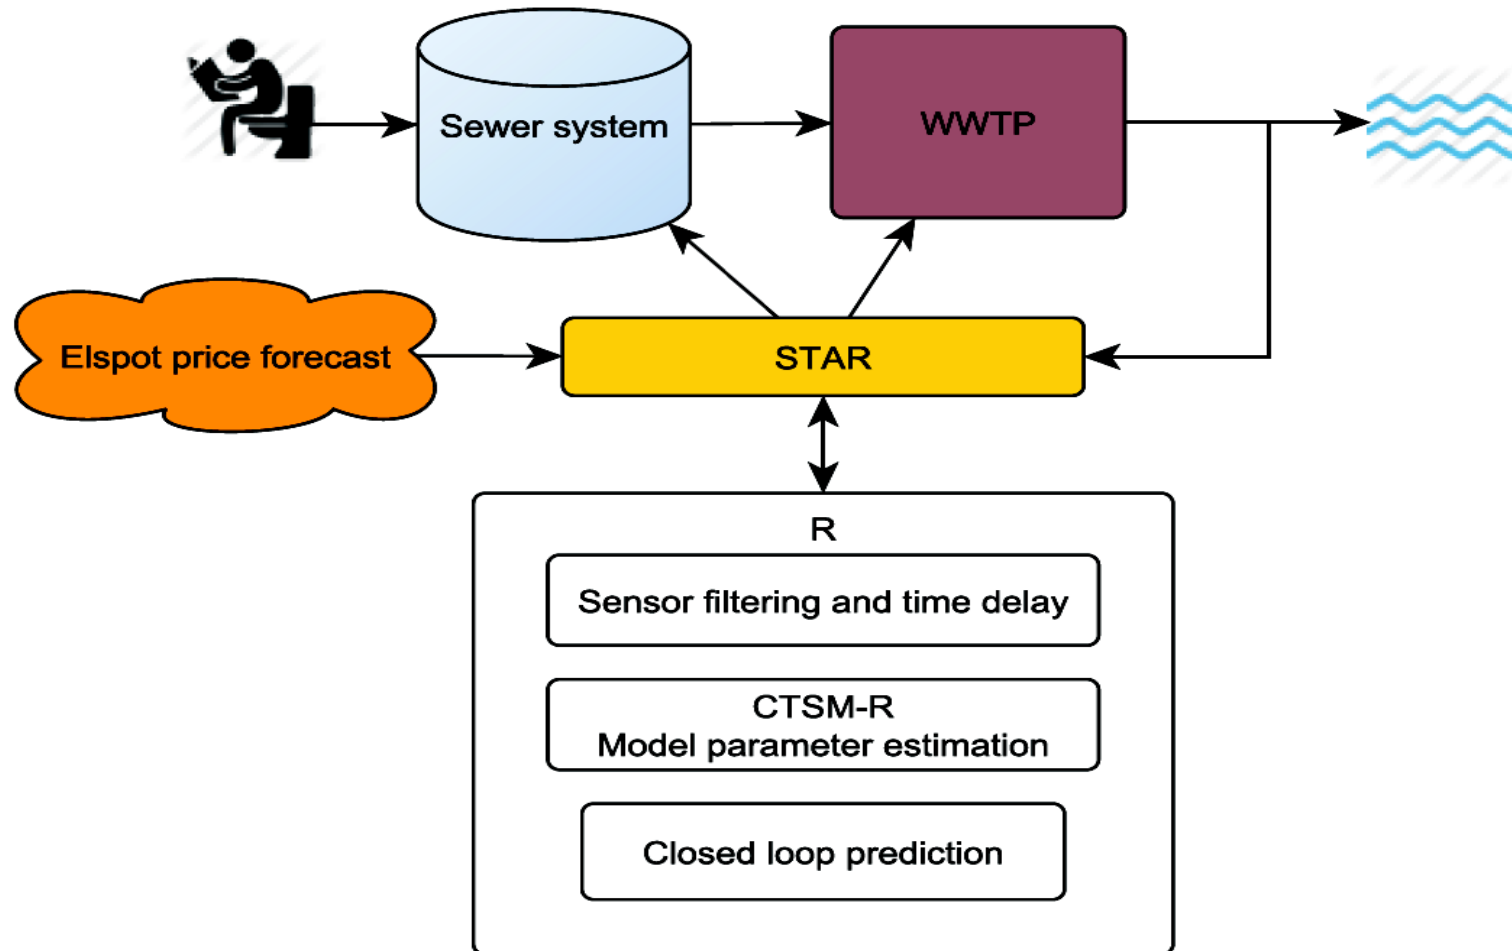 Sewer system
WWTP
Elspot price forecast
STAR
R
Sensor filtering and time delay
CTSM-R
Model parameter estimation
Closed loop prediction